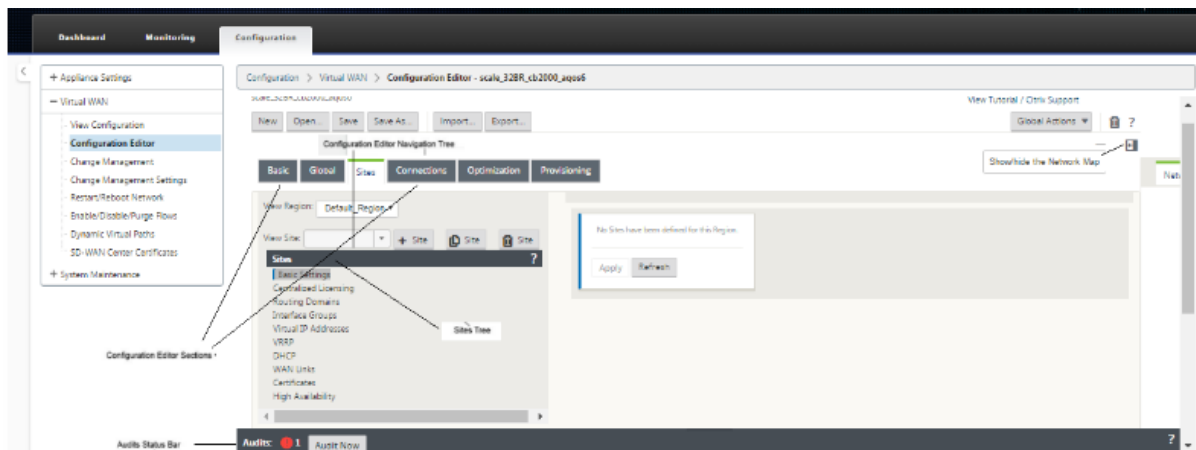 Dashboard Monitoring Configuration
+ Appliance Settings
− Virtual WAN
View Configuration
Configuration Editor
Change Management
Change Management Settings
Restart/Reboot Network
Enable/Disable/Purge Flows
Dynamic Virtual Paths
SD-WAN Center Certificates
+ System Maintenance
Configuration > Virtual WAN > Configuration Editor - scale_32BR_cb2000_aqos6
scale_32BR_cb2000_aqos6
View Tutorial / Citrix Support
New Open... Save Save As... Import... Export... Global Actions ?
Configuration Editor Navigation Tree
Show/hide the Network Map
Basic Global Sites Connections Optimization Provisioning
Net
View Region: Default_Region
View Site: + Site Site Site
Sites ?
Basic Settings
Centralized Licensing
Routing Domains
Interface Groups
Virtual IP Addresses
VRRP
DHCP
WAN Links
Certificates
High Availability
No Sites have been defined for this Region.
Apply Refresh
Sites Tree
Configuration Editor Sections
Audits Status Bar
Audits: 1 Audit Now ?